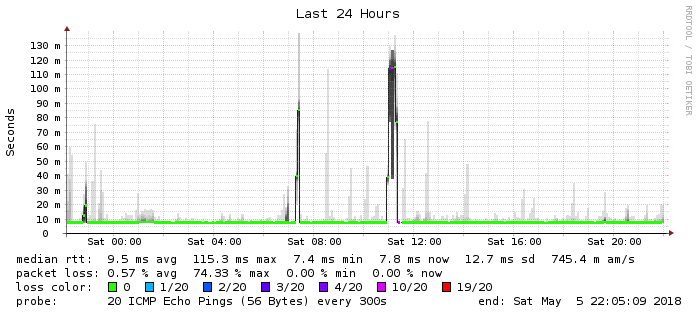 Last 24 Hours
RRDTOOL / TOBI OETIKER
Seconds
130 m
120 m
110 m
100 m
90 m
80 m
70 m
60 m
50 m
40 m
30 m
20 m
10 m
0
Sat 00:00 Sat 04:00 Sat 08:00 Sat 12:00 Sat 16:00 Sat 20:00
median rtt: 9.5 ms avg 115.3 ms max 7.4 ms min 7.8 ms now 12.7 ms sd 745.4 m am/s
packet loss: 0.57 % avg 74.33 % max 0.00 % min 0.00 % now
loss color: 0 1/20 2/20 3/20 4/20 10/20 19/20
probe: 20 ICMP Echo Pings (56 Bytes) every 300s end: Sat May 5 22:05:09 2018